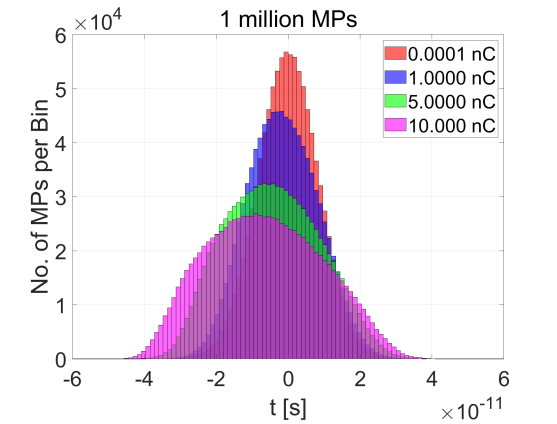 ×10⁴
1 million MPs
0.0001 nC
1.0000 nC
5.0000 nC
10.000 nC
No. of MPs per Bin
6
5
4
3
2
1
0
-6 -4 -2 0 2 4 6
t [s]
×10⁻¹¹